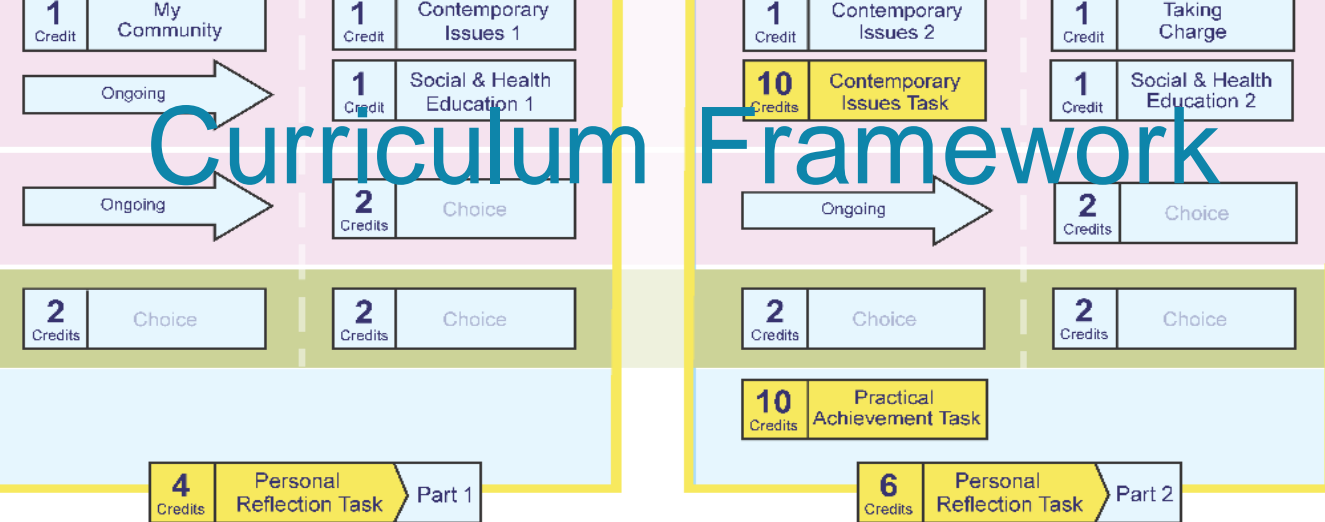 1 Credit My Community
1 Credit Contemporary Issues 1
1 Credit Contemporary Issues 2
1 Credit Taking Charge
Ongoing
1 Credit Social & Health Education 1
10 Credits Contemporary Issues Task
1 Credit Social & Health Education 2
Curriculum Framework
Ongoing
2 Credits Choice
Ongoing
2 Credits Choice
2 Credits Choice
2 Credits Choice
2 Credits Choice
2 Credits Choice
10 Credits Practical Achievement Task
4 Credits Personal Reflection Task Part 1
6 Credits Personal Reflection Task Part 2